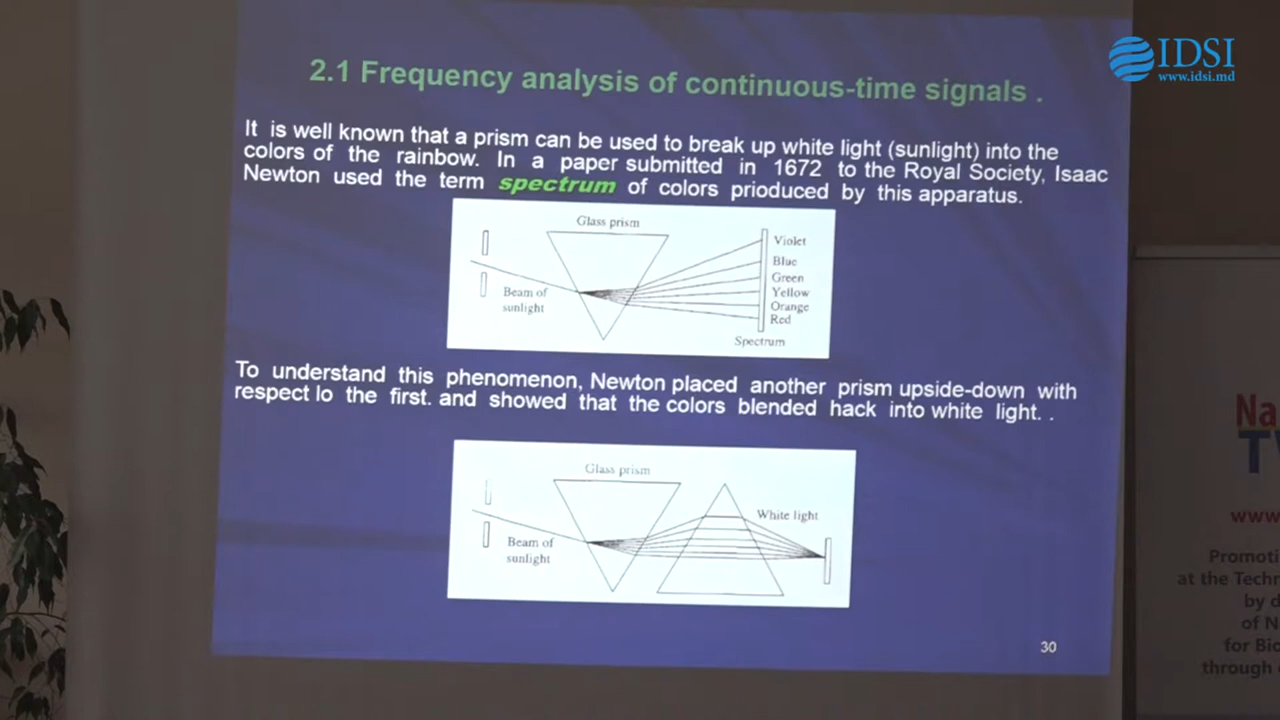 IDSI
www.idsi.md
2.1 Frequency analysis of continuous-time signals .
It is well known that a prism can be used to break up white light (sunlight) into the
colors of the rainbow. In a paper submitted in 1672 to the Royal Society, Isaac
Newton used the term spectrum of colors prioduced by this apparatus.
Glass prism
Beam of
sunlight
Violet
Blue
Green
Yellow
Orange
Red
Spectrum
To understand this phenomenon, Newton placed another prism upside-down with
respect lo the first. and showed that the colors blended hack into white light. .
Glass prism
White light
Beam of
sunlight
30
Na
www
Promoti
at the Techn
by d
of N
for Bio
through